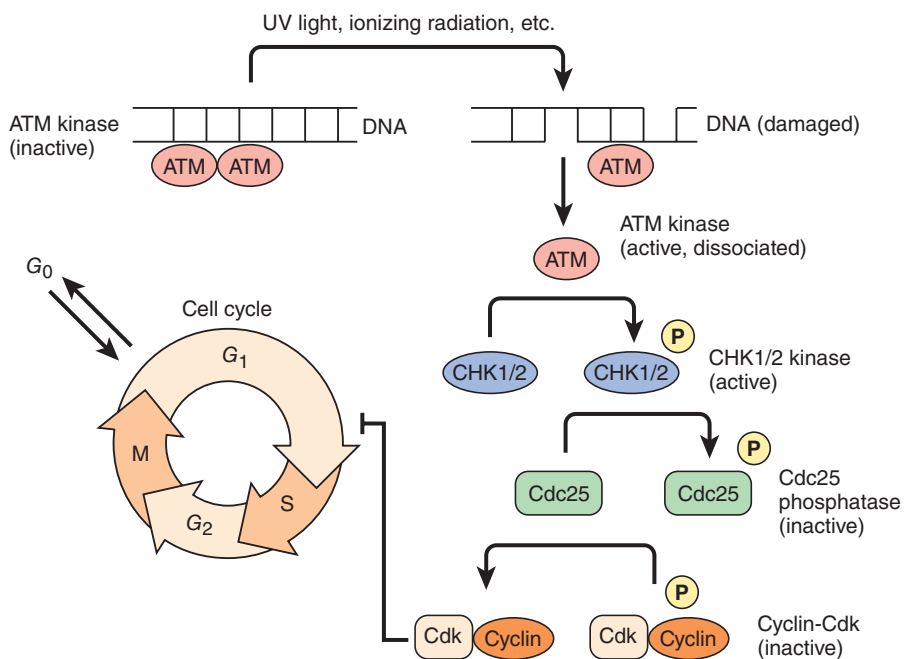 UV light, ionizing radiation, etc.
ATM kinase
(inactive)
DNA
ATM
ATM
DNA (damaged)
ATM
ATM kinase
(active, dissociated)
ATM
G0
Cell cycle
G1
S
G2
M
CHK1/2
CHK1/2
P
CHK1/2 kinase
(active)
Cdc25
Cdc25
P
Cdc25
phosphatase
(inactive)
Cdk
Cyclin
Cdk
Cyclin
P
Cyclin-Cdk
(inactive)